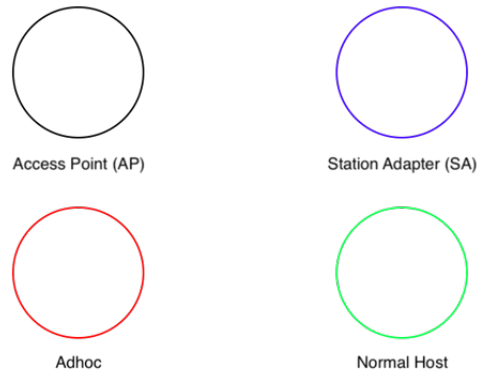 Access Point (AP)
Station Adapter (SA)
Adhoc
Normal Host